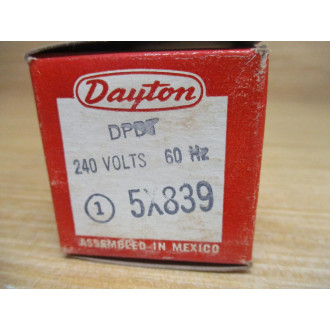 Dayton
DPDT
240 VOLTS 60 Hz
1 5X839
ASSEMBLED IN MEXICO